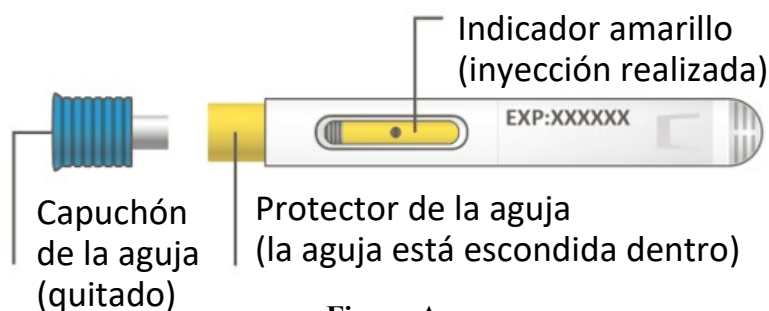 Indicador amarillo
(inyección realizada)
EXP:XXXXXX
Capuchón
de la aguja
(quitado)
Protector de la aguja
(la aguja está escondida dentro)